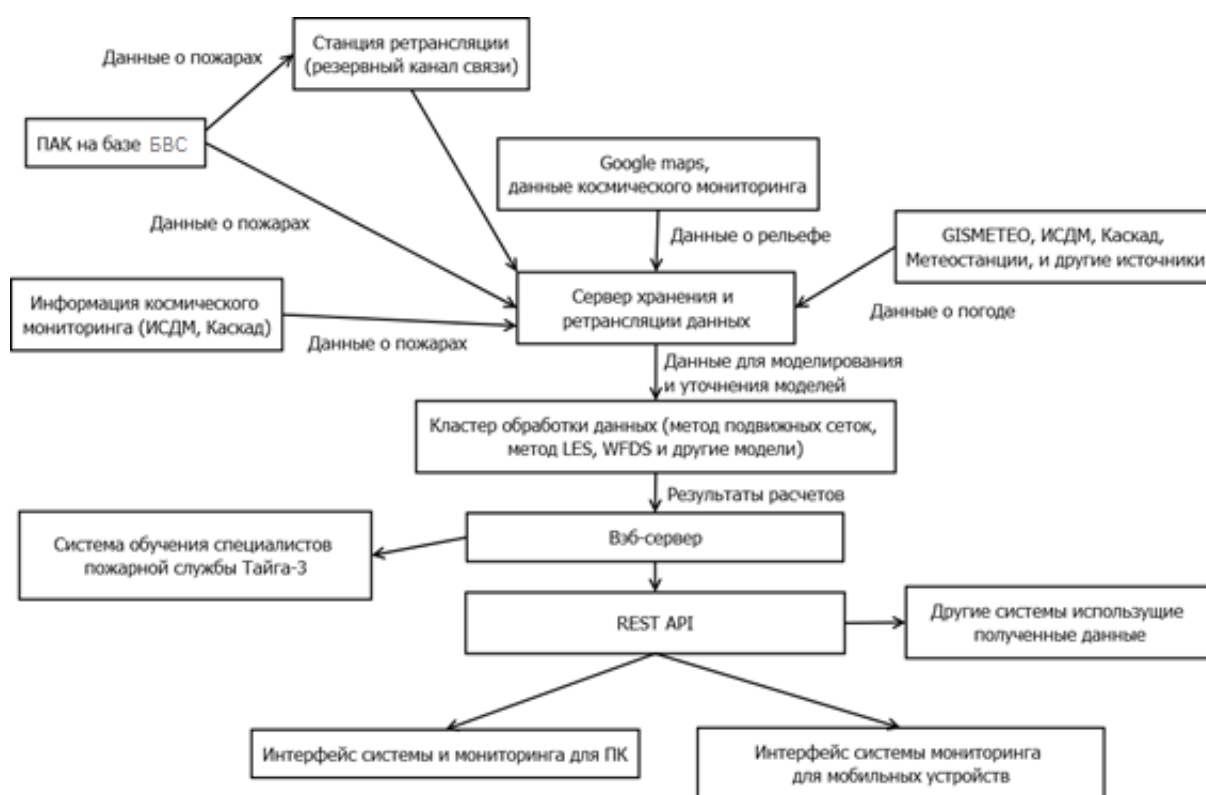 Станция ретрансляции
(резервный канал связи)
Данные о пожарах
ПАК на базе БВС
Google maps,
данные космического мониторинга
Данные о пожарах
Данные о рельефе
GISMETEO, ИСДМ, Каскад,
Метеостанции, и другие источники
Информация космического
мониторинга (ИСДМ, Каскад)
Сервер хранения и
ретрансляции данных
Данные о погоде
Данные о пожарах
Данные для моделирования
и уточнения моделей
Кластер обработки данных (метод подвижных сеток,
метод LES, WFDS и другие модели)
Результаты расчетов
Система обучения специалистов
пожарной службы Тайга-3
Вэб-сервер
REST API
Другие системы использущие
полученные данные
Интерфейс системы и мониторинга для ПК
Интерфейс системы мониторинга
для мобильных устройств